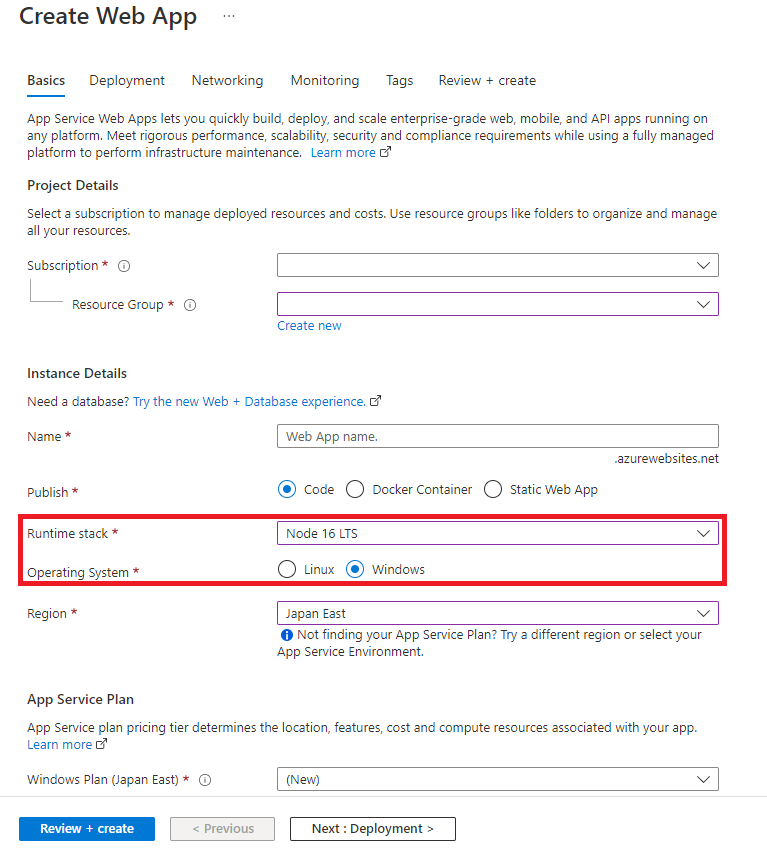 Create Web App ...
Basics Deployment Networking Monitoring Tags Review + create
App Service Web Apps lets you quickly build, deploy, and scale enterprise-grade web, mobile, and API apps running on
any platform. Meet rigorous performance, scalability, security and compliance requirements while using a fully managed
platform to perform infrastructure maintenance. Learn more
Project Details
Select a subscription to manage deployed resources and costs. Use resource groups like folders to organize and manage
all your resources.
Subscription *
Resource Group *
Create new
Instance Details
Need a database? Try the new Web + Database experience.
Name * Web App name.
.azurewebsites.net
Publish * Code Docker Container Static Web App
Runtime stack * Node 16 LTS
Operating System * Linux Windows
Region * Japan East
Not finding your App Service Plan? Try a different region or select your
App Service Environment.
App Service Plan
App Service plan pricing tier determines the location, features, cost and compute resources associated with your app.
Learn more
Windows Plan (Japan East) * (New)
Review + create < Previous Next : Deployment >